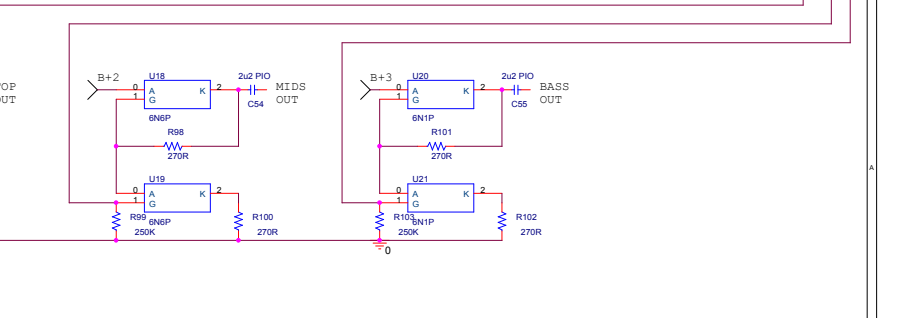 OP
UT
B+2
U18
0
1
A
G
K
2
6N6P
2u2 PIO
C54
MIDS
OUT
R98
270R
U19
0
1
A
G
K
2
6N6P
R99
250K
R100
270R
B+3
U20
0
1
A
G
K
2
6N1P
2u2 PIO
C55
BASS
OUT
R101
270R
U21
0
1
A
G
K
2
6N1P
R103
250K
R102
270R
0
A